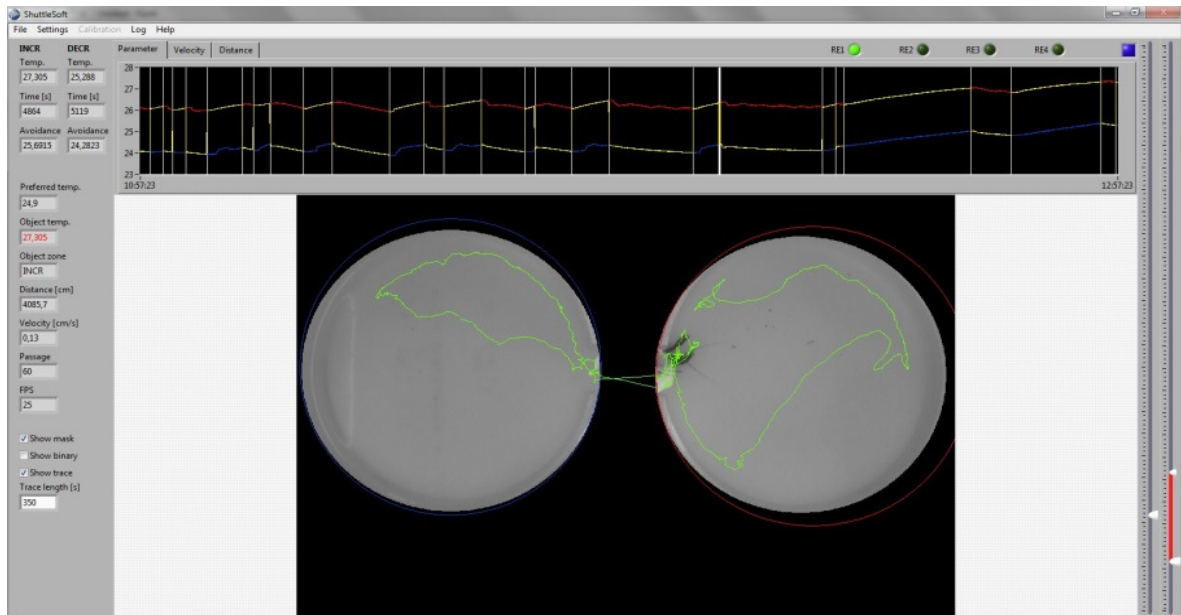 ShuttleSoft
File Settings Calibration Log Help
INCR DECR
Temp. Temp.
27,305 25,288
Time [s] Time [s]
4864 5119
Avoidance Avoidance
25,6915 24,2823
Preferred temp.
24,9
Object temp.
27,305
Object zone
INCR
Distance [cm]
4085,7
Velocity [cm/s]
0,13
Passage
60
FPS
25
Show mask
Show binary
Show trace
Trace length [s]
350
Parameter Velocity Distance
RE1 RE2 RE3 RE4
28
27
26
25
24
23
10:57:23 12:57:23